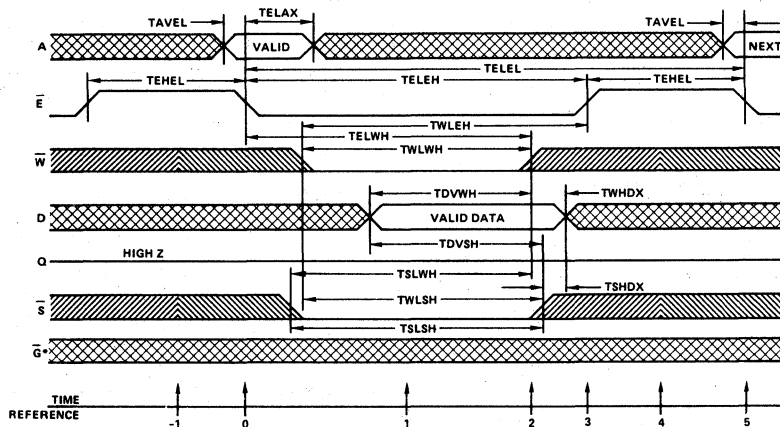 TELAX
TAVEL TAVEL
A VALID NEXT
TELEL
TEHEL TELEH TEHEL
E
TWLEH
TELWH
TWLWH
W
TDVWH TWHDX
D VALID DATA
TDVSH
HIGH Z
Q
TSLWH
TWLSH TSHDX
S
TSLSH
G*
TIME
REFERENCE
-1 0 1 2 3 4 5